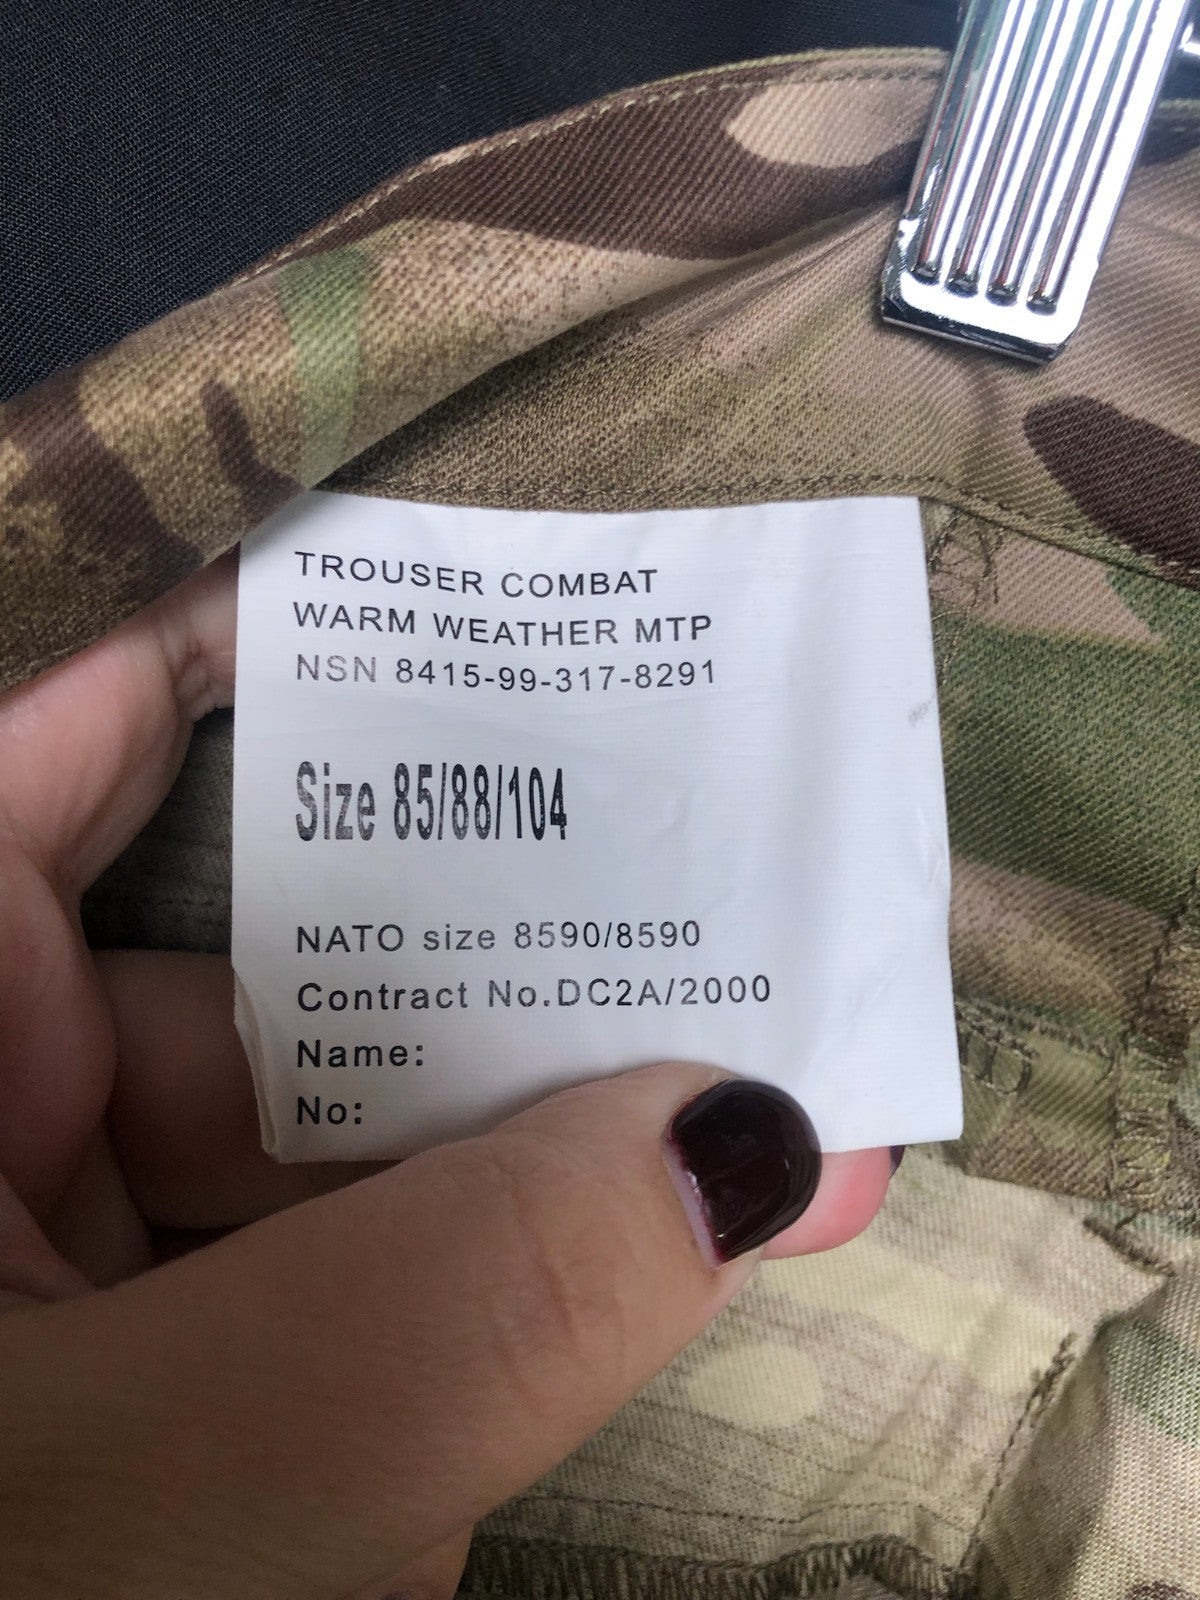 TROUSER COMBAT
WARM WEATHER MTP
NSN 8415-99-317-8291
Size 85/88/104
NATO size 8590/8590
Contract No.DC2A/2000
Name:
No: